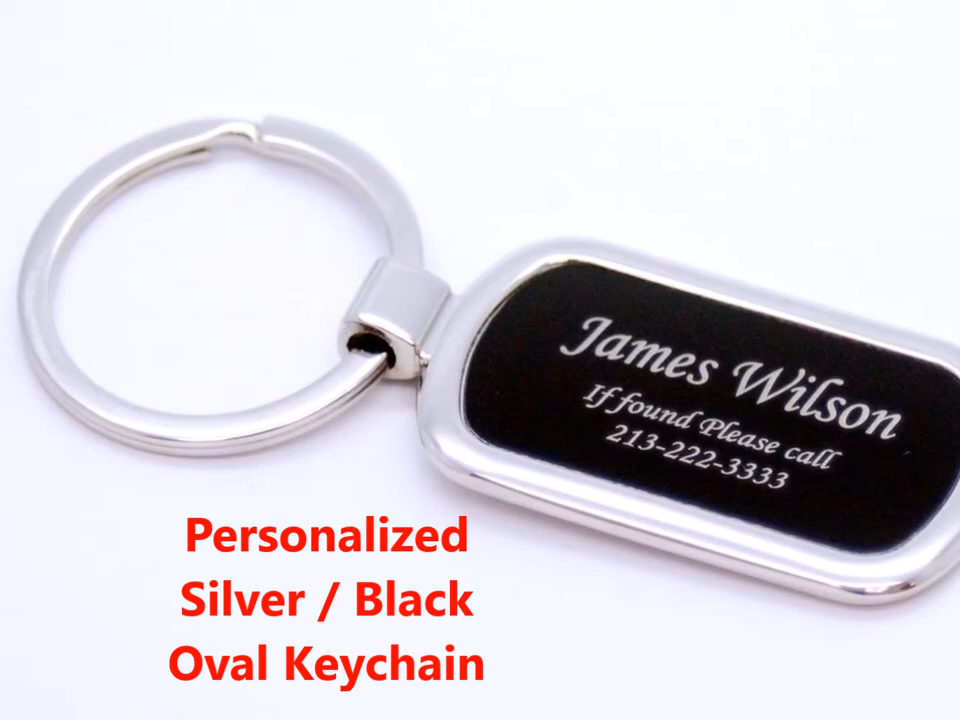 James Wilson
If found Please call
213-222-3333
Personalized
Silver / Black
Oval Keychain